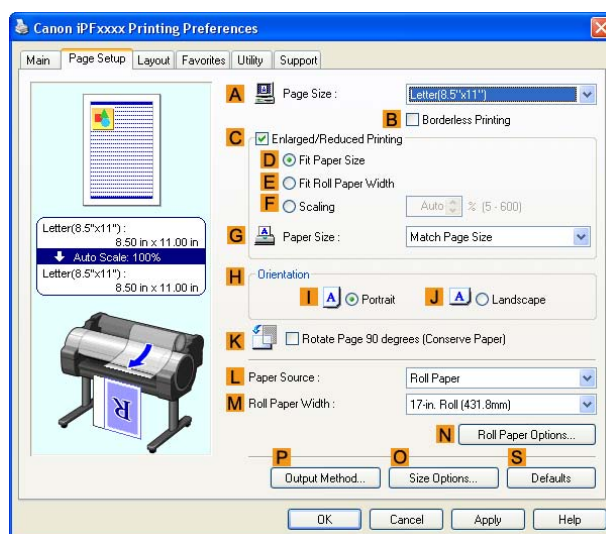 Canon iPFxxxx Printing Preferences
Main Page Setup Layout Favorites Utility Support
A Page Size : Letter(8.5"x11")
B Borderless Printing
C Enlarged/Reduced Printing
D Fit Paper Size
E Fit Roll Paper Width
F Scaling Auto % (5 - 600)
G Paper Size : Match Page Size
Letter(8.5"x11") :
8.50 in x 11.00 in
Auto Scale: 100%
Letter(8.5"x11") :
8.50 in x 11.00 in
H Orientation
I A Portrait J A Landscape
K Rotate Page 90 degrees (Conserve Paper)
L Paper Source : Roll Paper
M Roll Paper Width : 17-in. Roll (431.8mm)
N Roll Paper Options...
R
P O S
Output Method... Size Options... Defaults
OK Cancel Apply Help